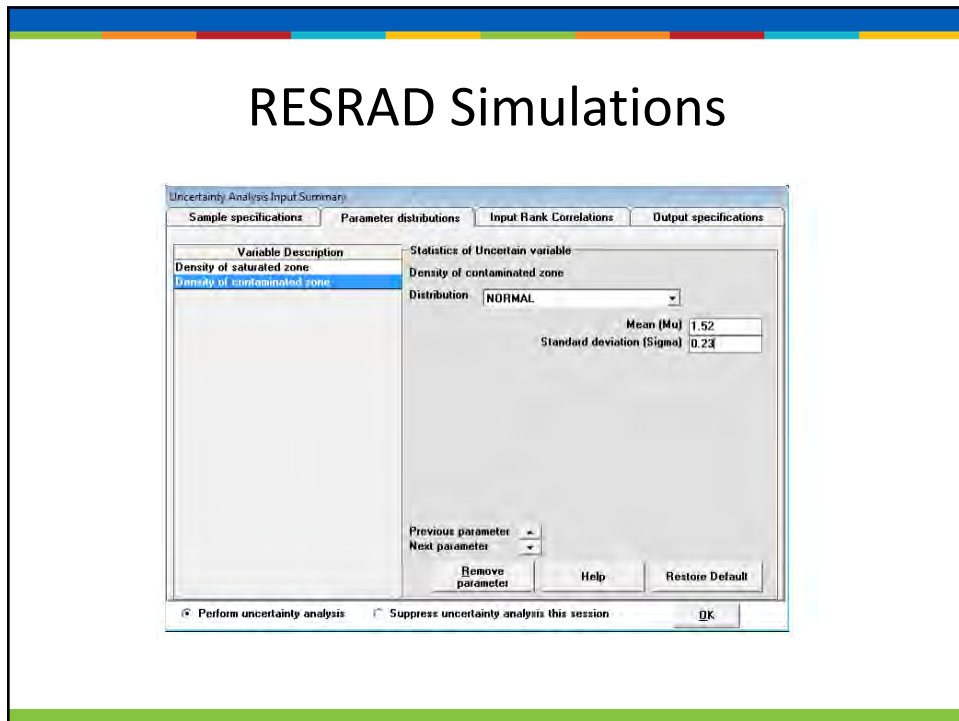 RESRAD Simulations
Uncertainty Analysis Input Summary
Sample specifications Parameter distributions Input Rank Correlations Output specifications
Variable Description
Density of saturated zone
Density of contaminated zone
Statistics of Uncertain variable
Density of contaminated zone
Distribution NORMAL
Mean (Mu) 1.52
Standard deviation (Sigma) 0.23
Previous parameter
Next parameter
Remove parameter Help Restore Default
Perform uncertainty analysis Suppress uncertainty analysis this session OK